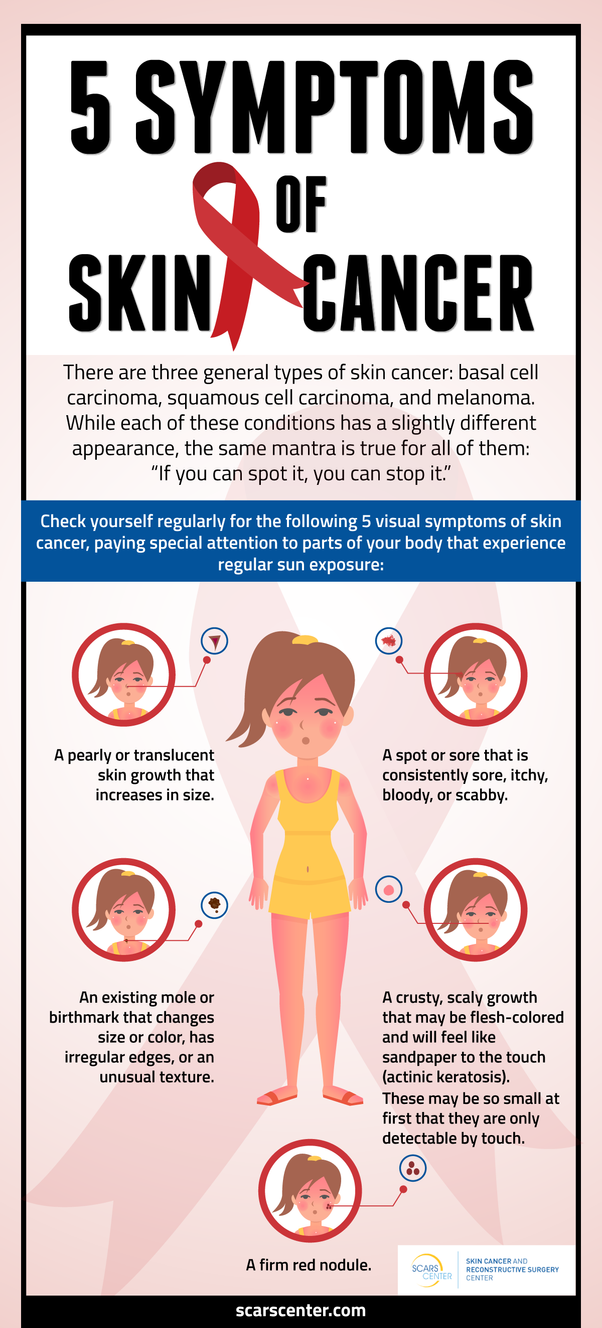 5 SYMPTOMS
OF
SKIN CANCER
There are three general types of skin cancer: basal cell
carcinoma, squamous cell carcinoma, and melanoma.
While each of these conditions has a slightly different
appearance, the same mantra is true for all of them:
“If you can spot it, you can stop it.”
Check yourself regularly for the following 5 visual symptoms of skin
cancer, paying special attention to parts of your body that experience
regular sun exposure:
A pearly or translucent
skin growth that
increases in size.
A spot or sore that is
consistently sore, itchy,
bloody, or scabby.
An existing mole or
birthmark that changes
size or color, has
irregular edges, or an
unusual texture.
A crusty, scaly growth
that may be flesh-colored
and will feel like
sandpaper to the touch
(actinic keratosis).
These may be so small at
first that they are only
detectable by touch.
A firm red nodule.
SCARS
CENTER
SKIN CANCER AND
RECONSTRUCTIVE SURGERY
CENTER
scarscenter.com